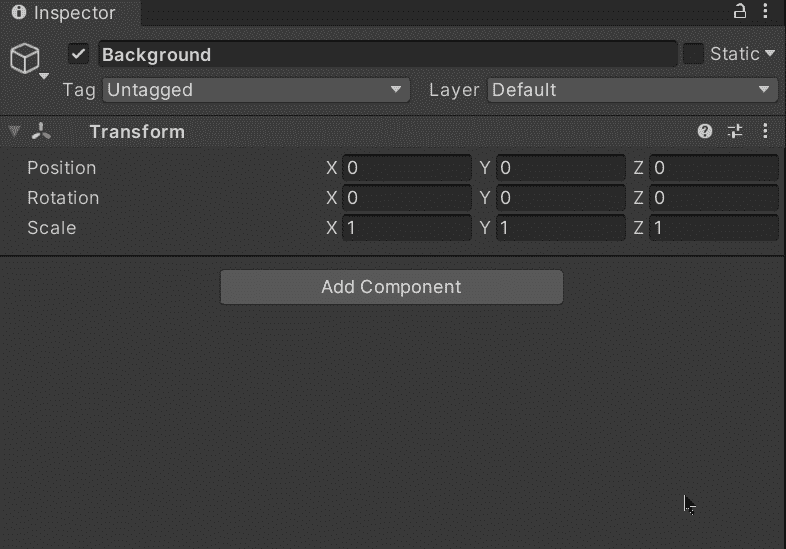 Inspector
Background Static
Tag Untagged Layer Default
Transform
Position X 0 Y 0 Z 0
Rotation X 0 Y 0 Z 0
Scale X 1 Y 1 Z 1
Add Component